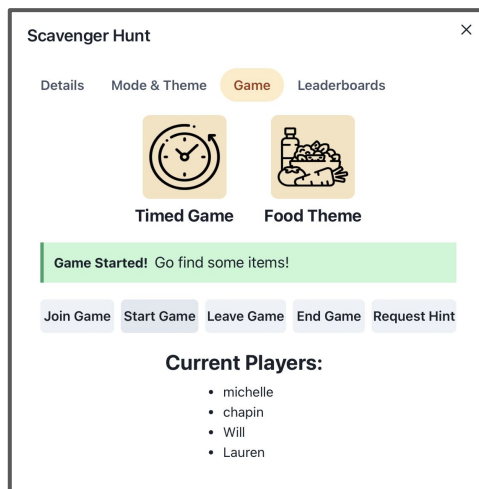 Scavenger Hunt
Details Mode & Theme Game Leaderboards
Timed Game Food Theme
Game Started! Go find some items!
Join Game Start Game Leave Game End Game Request Hint
Current Players:
• michelle
• chapin
• Will
• Lauren